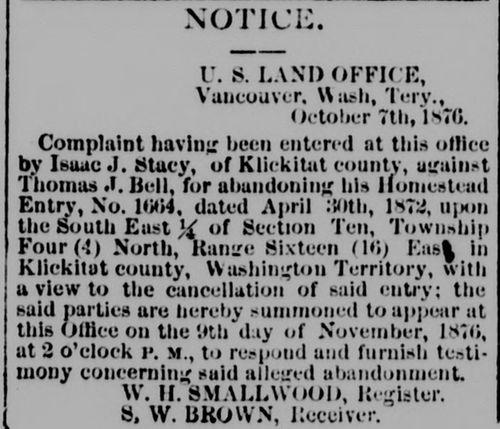 NOTICE.
U. S. LAND OFFICE,
Vancouver, Wash, Tery.,
October 7th, 1876.
Complaint having been entered at this office
by Isaac J. Stacy, of Klickitat county, against
Thomas J. Bell, for abandoning his Homestead
Entry, No. 1664, dated April 30th, 1872, upon
the South East ¼ of Section Ten, Township
Four (4) North, Range Sixteen (16) East in
Klickitat county, Washington Territory, with
a view to the cancellation of said entry; the
said parties are hereby summoned to appear at
this Office on the 9th day of November, 1876,
at 2 o'clock P. M., to respond and furnish testi-
mony concerning said alleged abandonment.
W. H. SMALLWOOD, Register.
S. W. BROWN, Receiver.